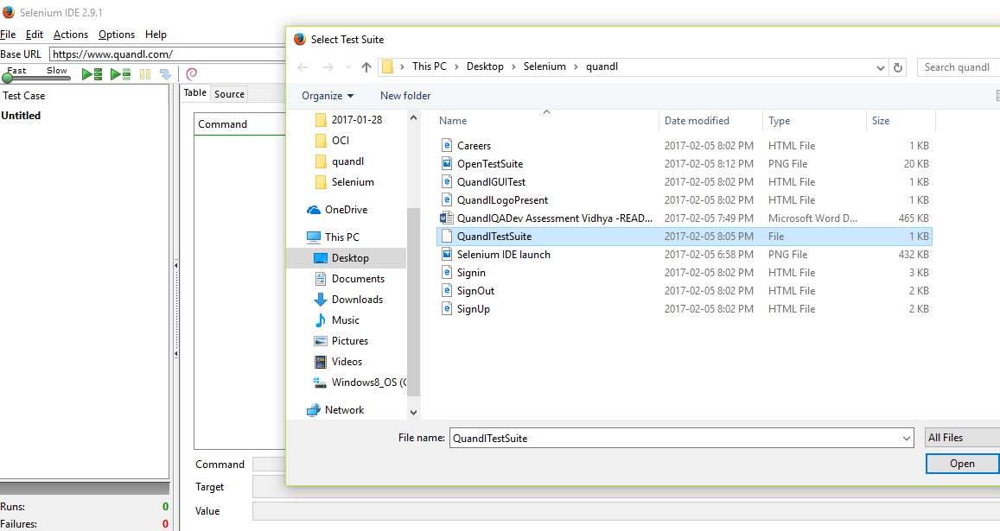 Selenium IDE 2.9.1
File Edit Actions Options Help
Base URL https://www.quandl.com/
Fast Slow
Test Case
Untitled
Table Source
Command
Command
Target
Value
Runs: 0
Failures: 0
Select Test Suite
This PC > Desktop > Selenium > quandl
Search quandl
Organize New folder
2017-01-28
OCI
quandl
Selenium
OneDrive
This PC
Desktop
Documents
Downloads
Music
Pictures
Videos
Windows8_OS (
Network
Name Date modified Type Size
Careers 2017-02-05 8:02 PM HTML File 1 KB
OpenTestSuite 2017-02-05 8:12 PM PNG File 20 KB
QuandlGUITest 2017-02-05 8:02 PM HTML File 1 KB
QuandlLogoPresent 2017-02-05 8:02 PM HTML File 1 KB
QuandlQADev Assessment Vidhya -READ... 2017-02-05 7:49 PM Microsoft Word D... 465 KB
QuandlTestSuite 2017-02-05 8:05 PM File 1 KB
Selenium IDE launch 2017-02-05 6:58 PM PNG File 432 KB
Signin 2017-02-05 8:02 PM HTML File 3 KB
SignOut 2017-02-05 8:02 PM HTML File 2 KB
SignUp 2017-02-05 8:02 PM HTML File 2 KB
File name: QuandlTestSuite
All Files
Open